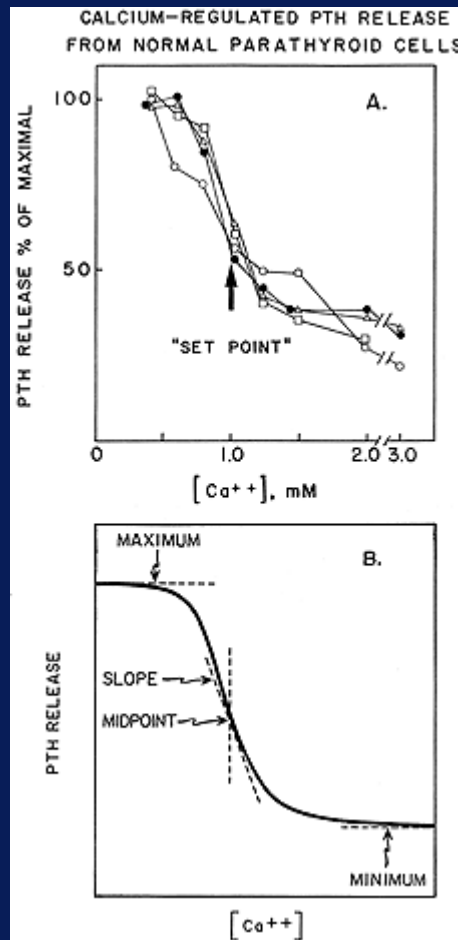 CALCIUM-REGULATED PTH RELEASE
FROM NORMAL PARATHYROID CELLS
A.
PTH RELEASE % OF MAXIMAL
100
50
"SET POINT"
0
1.0
2.0
3.0
[Ca++], mM
B.
MAXIMUM
SLOPE
MIDPOINT
PTH RELEASE
MINIMUM
[Ca++]